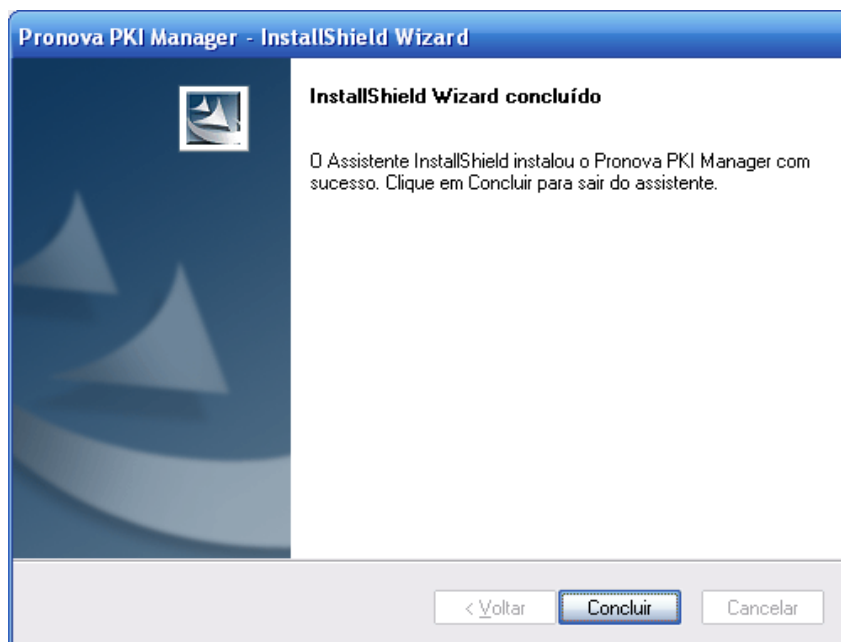 Pronova PKI Manager - InstallShield Wizard
InstallShield Wizard concluído
O Assistente InstallShield instalou o Pronova PKI Manager com
sucesso. Clique em Concluir para sair do assistente.
< Voltar
Concluir
Cancelar